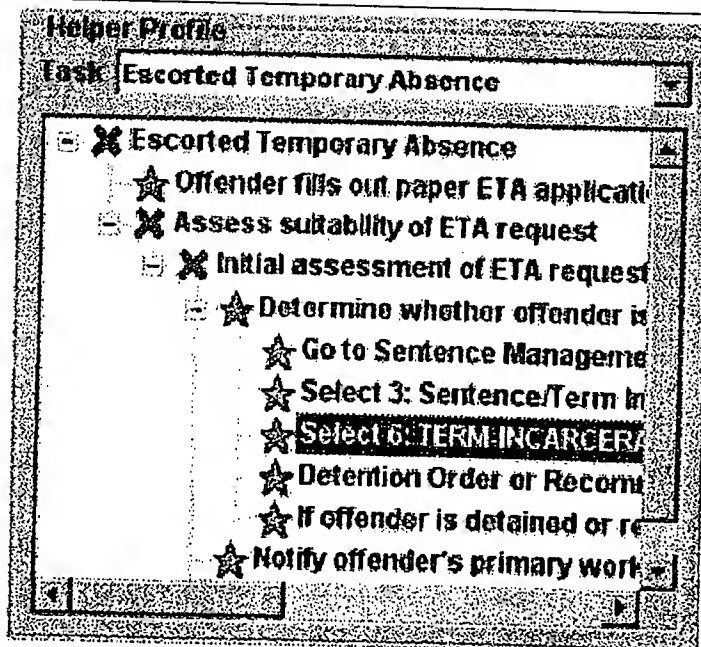 Helper Profile
Task Escorted Temporary Absence
Escorted Temporary Absence
Offender fills out paper ETA applicati
Assess suitability of ETA request
Initial assessment of ETA request
Determine whether offender is
Go to Sentence Manageme
Select 3: Sentence/Term In
Select 6: TERM-INCARCERA
Detention Order or Recom
If offender is detained or re
Notify offender's primary work